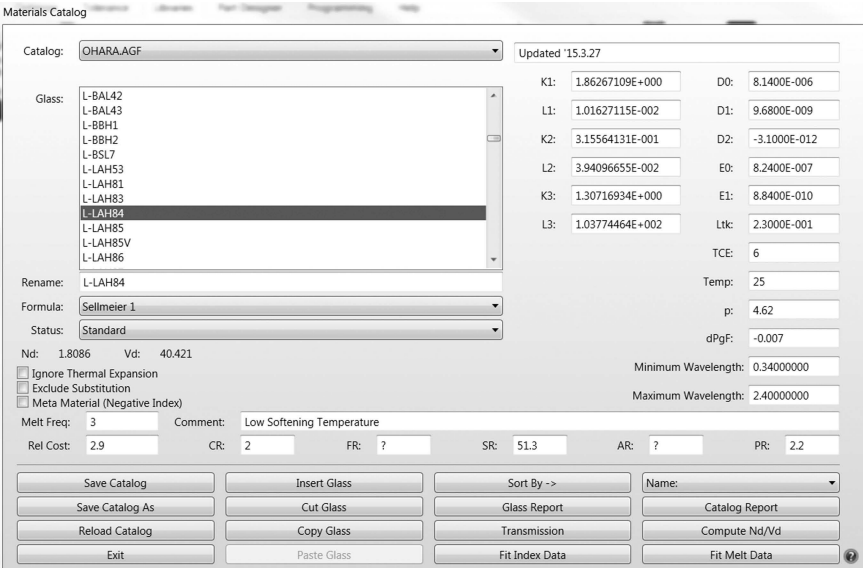 Libraries Part Designer Programming Help
Materials Catalog
Catalog: OHARA.AGF Updated '15.3.27
Glass:
L-BAL42
L-BAL43
L-BBH1
L-BBH2
L-BSL7
L-LAH53
L-LAH81
L-LAH83
L-LAH84
L-LAH85
L-LAH85V
L-LAH86
K1: 1.86267109E+000 D0: 8.1400E-006
L1: 1.01627115E-002 D1: 9.6800E-009
K2: 3.15564131E-001 D2: -3.1000E-012
L2: 3.94096655E-002 E0: 8.2400E-007
K3: 1.30716934E+000 E1: 8.8400E-010
L3: 1.03774464E+002 Ltk: 2.3000E-001
TCE: 6
Rename: L-LAH84 Temp: 25
Formula: Sellmeier 1 p: 4.62
Status: Standard dPgF: -0.007
Nd: 1.8086 Vd: 40.421
Minimum Wavelength: 0.34000000
Ignore Thermal Expansion
Exclude Substitution
Maximum Wavelength: 2.40000000
Meta Material (Negative Index)
Melt Freq: 3 Comment: Low Softening Temperature
Rel Cost: 2.9 CR: 2 FR: ? SR: 51.3 AR: ? PR: 2.2
Save Catalog Insert Glass Sort By -> Name:
Save Catalog As Cut Glass Glass Report Catalog Report
Reload Catalog Copy Glass Transmission Compute Nd/Vd
Exit Paste Glass Fit Index Data Fit Melt Data
?